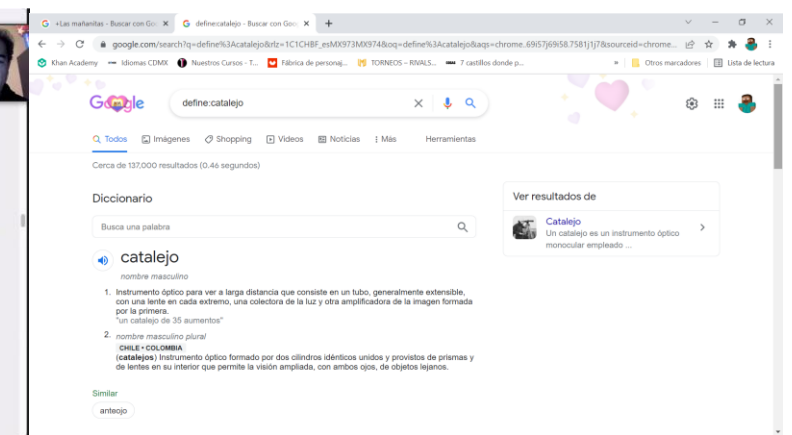 +Las mañanitas - Buscar con Goo
define:catalejo - Buscar con Goo
google.com/search?q=define%3Acatalejo&rlz=1C1CHBF_esMX973MX974&oq=define%3Acatalejo&aqs=chrome..69i57j69i58.7581j1j7&sourceid=chrome...
Khan Academy
Idiomas CDMX
Nuestros Cursos - T...
Fábrica de personaj...
TORNEOS – RIVALS...
7 castillos donde p...
»
Otros marcadores
Lista de lectura
Google
define:catalejo
Todos
Imágenes
Shopping
Videos
Noticias
Más
Herramientas
Cerca de 137,000 resultados (0.46 segundos)
Diccionario
Busca una palabra
catalejo
nombre masculino
1. Instrumento óptico para ver a larga distancia que consiste en un tubo, generalmente extensible,
con una lente en cada extremo, una colectora de la luz y otra amplificadora de la imagen formada
por la primera.
"un catalejo de 35 aumentos"
2. nombre masculino plural
CHILE • COLOMBIA
(catalejos) Instrumento óptico formado por dos cilindros idénticos unidos y provistos de prismas y
de lentes en su interior que permite la visión ampliada, con ambos ojos, de objetos lejanos.
Similar
anteojo
Ver resultados de
Catalejo
Un catalejo es un instrumento óptico
monocular empleado ...